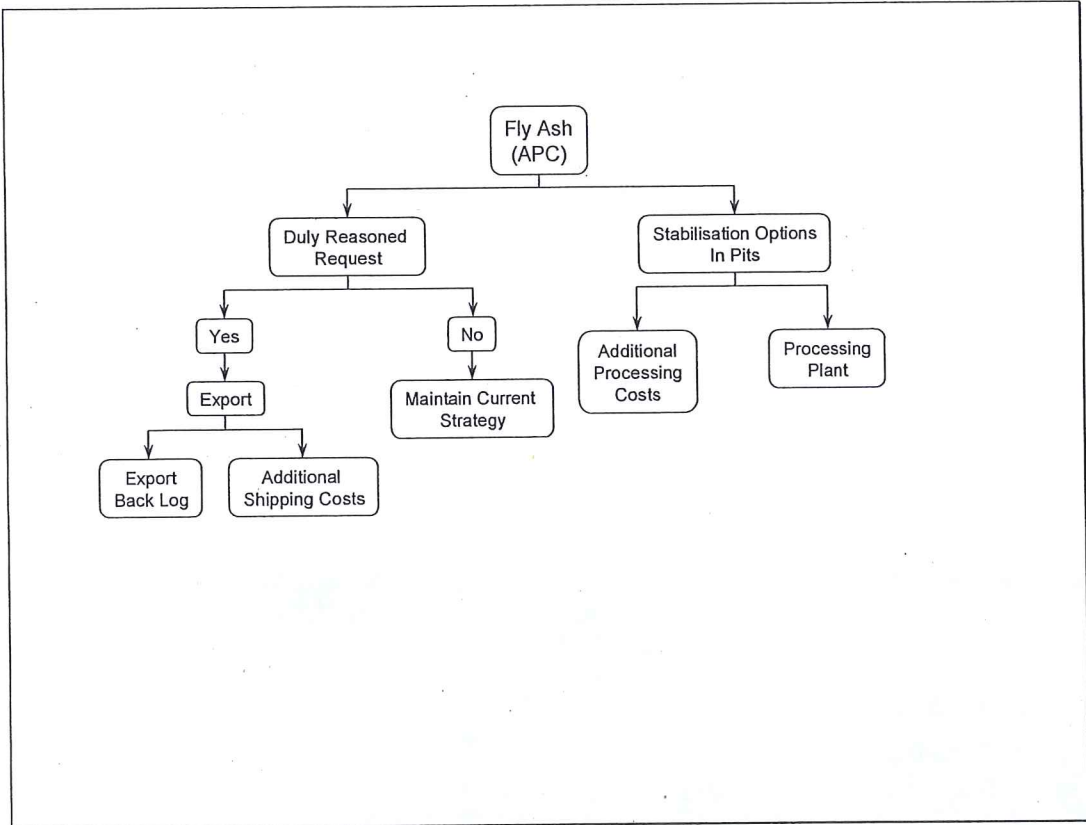 Fly Ash
(APC)
Duly Reasoned
Request
Stabilisation Options
In Pits
Yes
No
Additional
Processing
Costs
Processing
Plant
Export
Maintain Current
Strategy
Export
Back Log
Additional
Shipping Costs